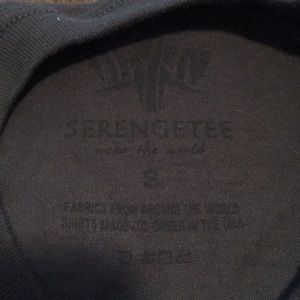 SERENGETEE
wear the world
S
FABRICS FROM AROUND THE WORLD
SHIRTS MADE-TO-ORDER IN THE USA